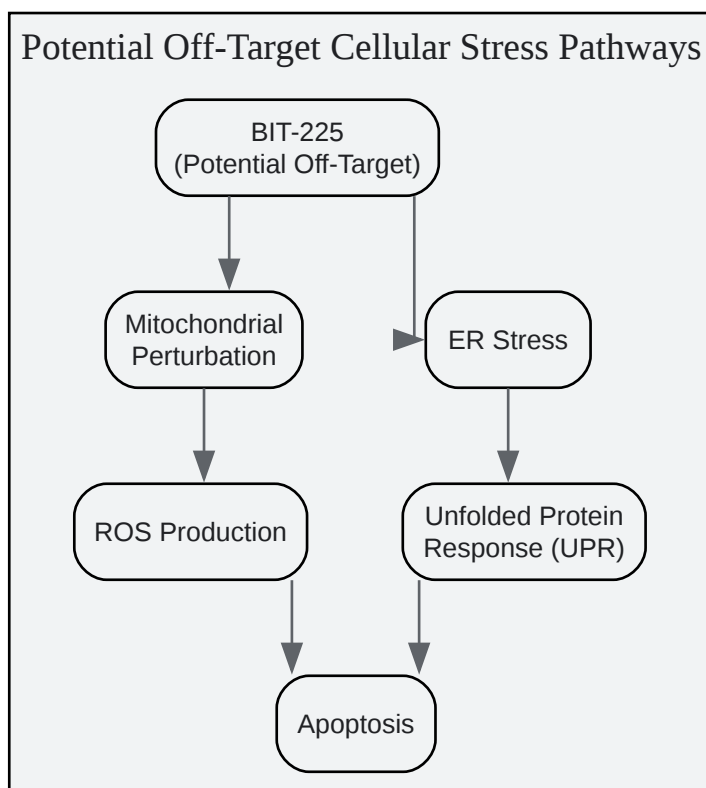 Potential Off-Target Cellular Stress Pathways
BIT-225
(Potential Off-Target)
Mitochondrial
Perturbation
ER Stress
ROS Production
Unfolded Protein
Response (UPR)
Apoptosis